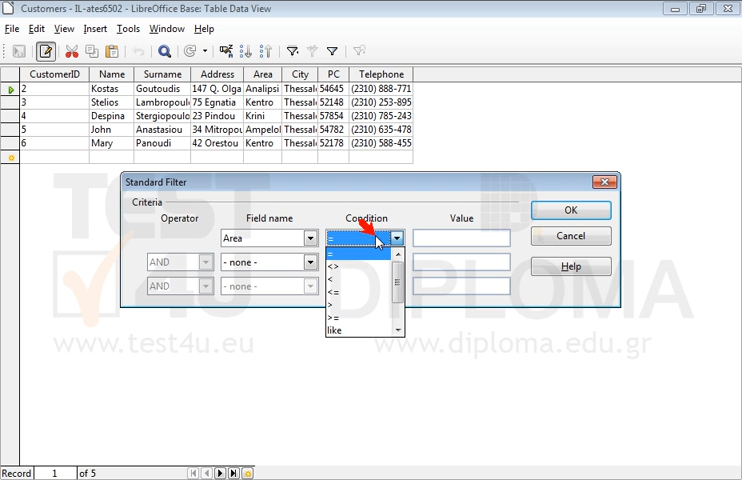 Customers - IL-ates6502 - LibreOffice Base: Table Data View
File Edit View Insert Tools Window Help
CustomerID Name Surname Address Area City PC Telephone
2 Kostas Goutoudis 147 Q. Olga Analipsi Thessal 54645 (2310) 888-771
3 Stelios Lambropoul 75 Egnatia Kentro Thessal 52148 (2310) 253-895
4 Despina Stergiopoulo 23 Pindou Krini Thessal 57854 (2310) 785-243
5 John Anastasiou 34 Mitropou Ampelo Thessal 54782 (2310) 635-478
6 Mary Panoudi 42 Orestou Kentro Thessal 52178 (2310) 588-455
Standard Filter
Criteria
Operator Field name Condition Value
OK
Area =
Cancel
=
AND - none -
<>
Help
<
AND - none -
<=
>
>=
like
TEST
4U DIPLOMA
www.test4u.eu www.diploma.edu.gr
Record 1 of 5